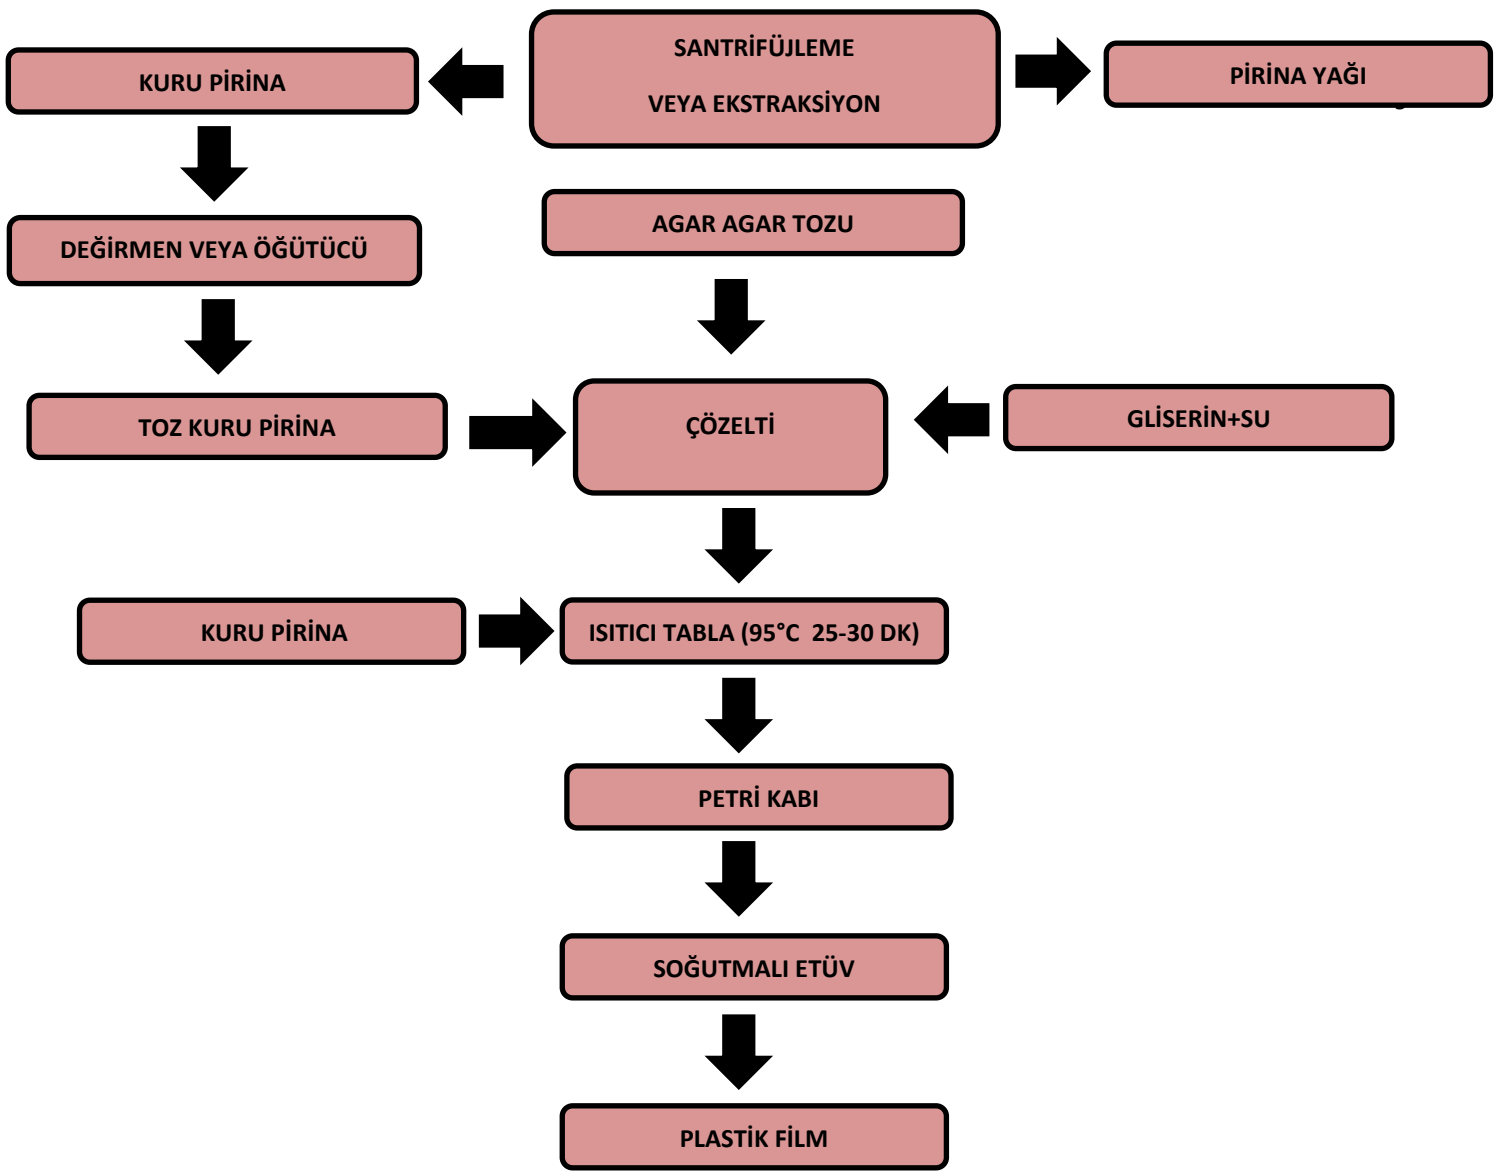 SANTRİFÜJLEME
VEYA EKSTRAKSİYON
KURU PİRİNA
PİRİNA YAĞI
DEĞİRMEN VEYA ÖĞÜTÜCÜ
AGAR AGAR TOZU
TOZ KURU PİRİNA
ÇÖZELTİ
GLİSERİN+SU
KURU PİRİNA
ISITICI TABLA (95°C 25-30 DK)
PETRİ KABI
SOĞUTMALI ETÜV
PLASTİK FİLM